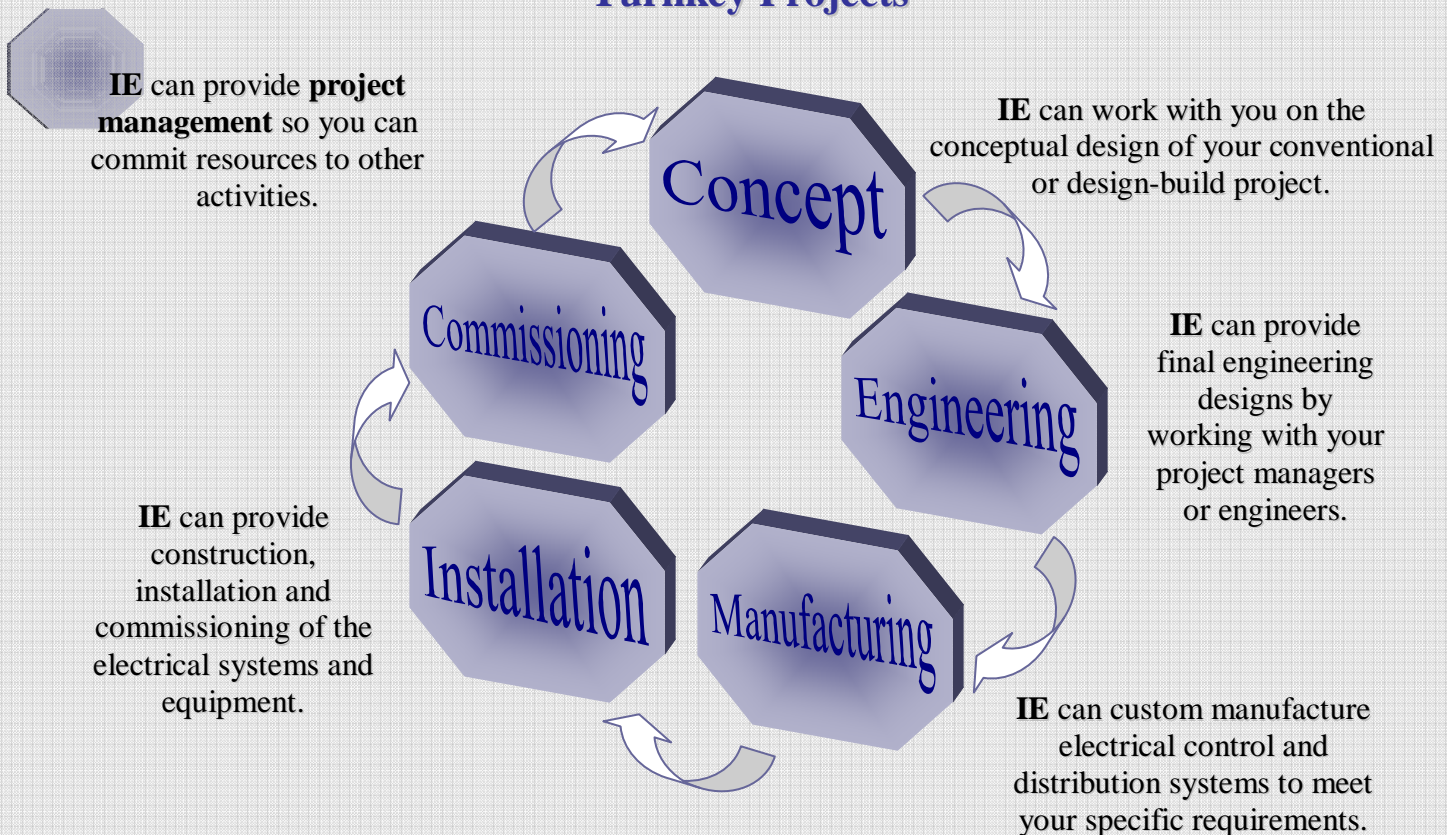 Turnkey Projects
IE can provide project
management so you can
commit resources to other
activities.
Concept
IE can work with you on the
conceptual design of your conventional
or design-build project.
Commissioning
Engineering
IE can provide
final engineering
designs by
working with your
project managers
or engineers.
Installation
Manufacturing
IE can provide
construction,
installation and
commissioning of the
electrical systems and
equipment.
IE can custom manufacture
electrical control and
distribution systems to meet
your specific requirements.